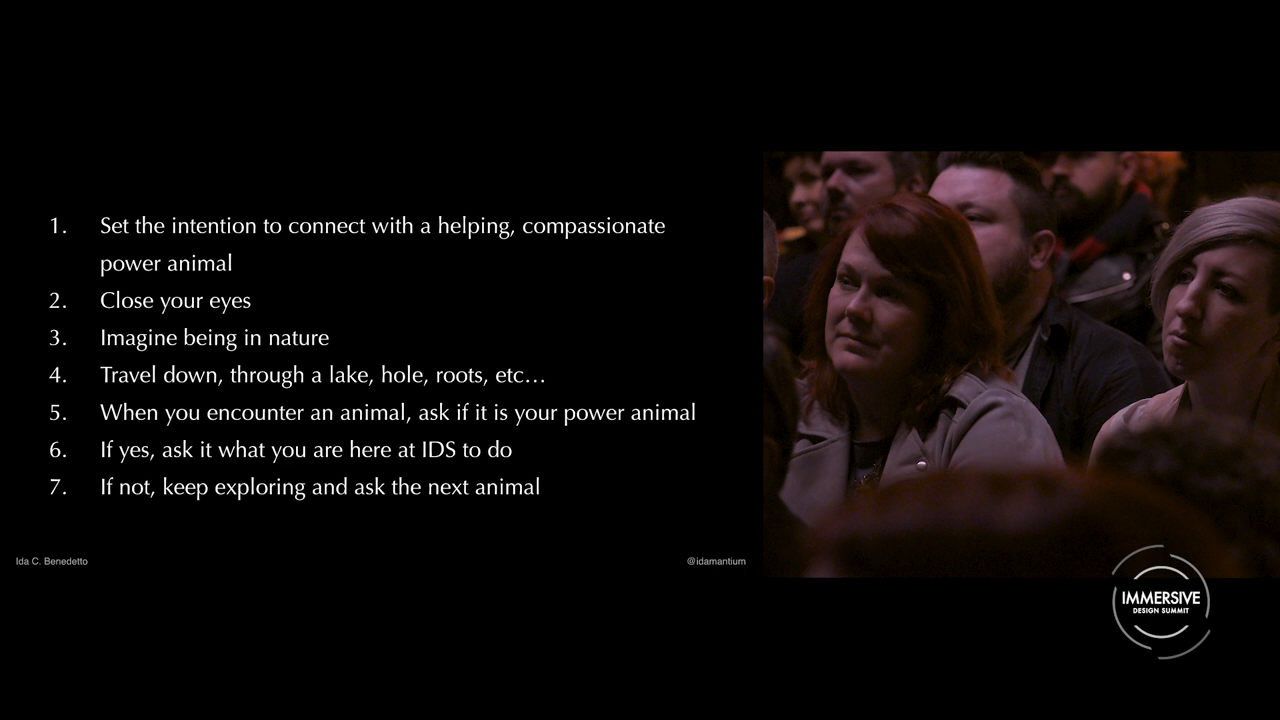 1. Set the intention to connect with a helping, compassionate
power animal
2. Close your eyes
3. Imagine being in nature
4. Travel down, through a lake, hole, roots, etc…
5. When you encounter an animal, ask if it is your power animal
6. If yes, ask it what you are here at IDS to do
7. If not, keep exploring and ask the next animal
Ida C. Benedetto
@idamantium
IMMERSIVE
DESIGN SUMMIT